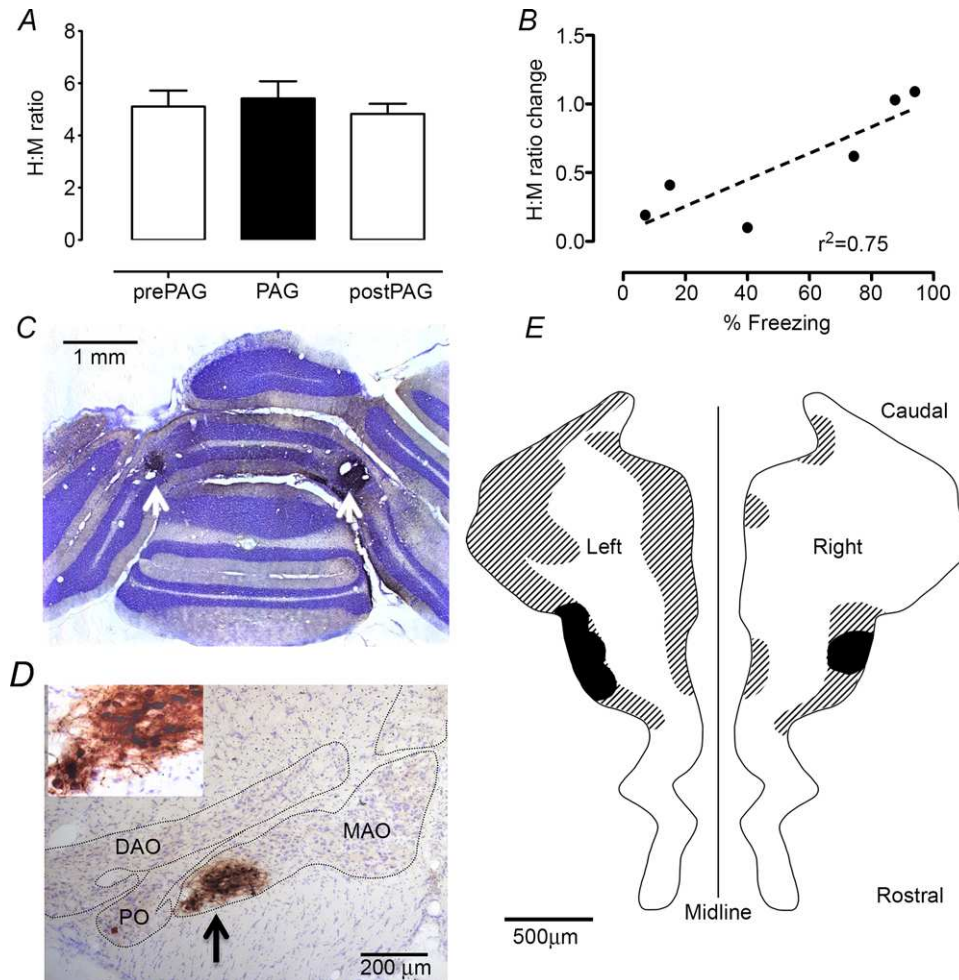 A
H:M ratio
8
6
4
2
0
prePAG PAG postPAG
B
H:M ratio change
1.5
1.0
0.5
0.0
r²=0.75
0 20 40 60 80 100
% Freezing
C
1 mm
D
DAO
MAO
PO
200 µm
E
Caudal
Left
Right
Rostral
Midline
500µm